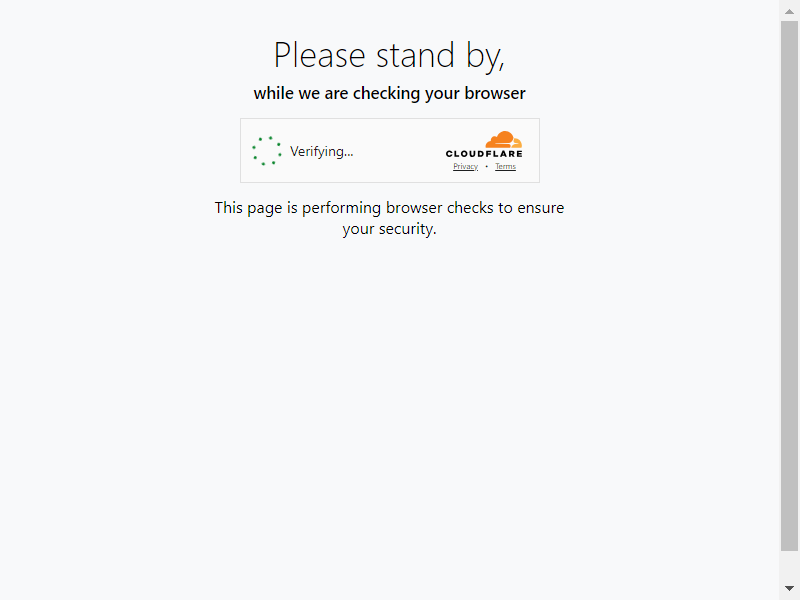 Please stand by,
while we are checking your browser
Verifying...
CLOUDFLARE
Privacy • Terms
This page is performing browser checks to ensure
your security.